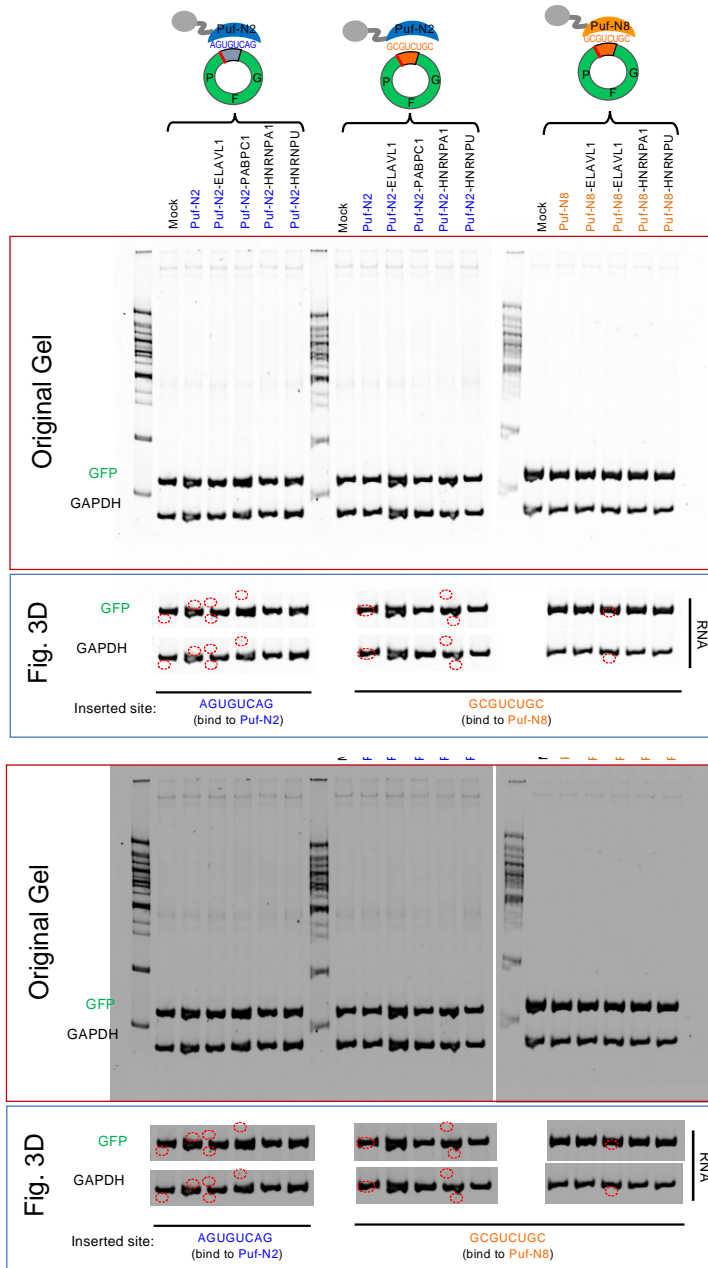 Puf-N2
AGUGUCAG
P
G
F
Puf-N2
GCGUCUGC
P
G
F
Puf-N8
GCGUCUGC
P
G
F
Mock
Puf-N2
Puf-N2-ELAVL1
Puf-N2-PABPC1
Puf-N2-HNRNPA1
Puf-N2-HNRNPU
Mock
Puf-N2
Puf-N2-ELAVL1
Puf-N2-PABPC1
Puf-N2-HNRNPA1
Puf-N2-HNRNPU
Mock
Puf-N8
Puf-N8-ELAVL1
Puf-N8-ELAVL1
Puf-N8-HNRNPA1
Puf-N8-HNRNPU
Original Gel
GFP
GAPDH
Fig. 3D
GFP
GAPDH
RNA
Inserted site:
AGUGUCAG
(bind to Puf-N2)
GCGUCUGC
(bind to Puf-N8)
Original Gel
GFP
GAPDH
Fig. 3D
GFP
GAPDH
RNA
Inserted site:
AGUGUCAG
(bind to Puf-N2)
GCGUCUGC
(bind to Puf-N8)